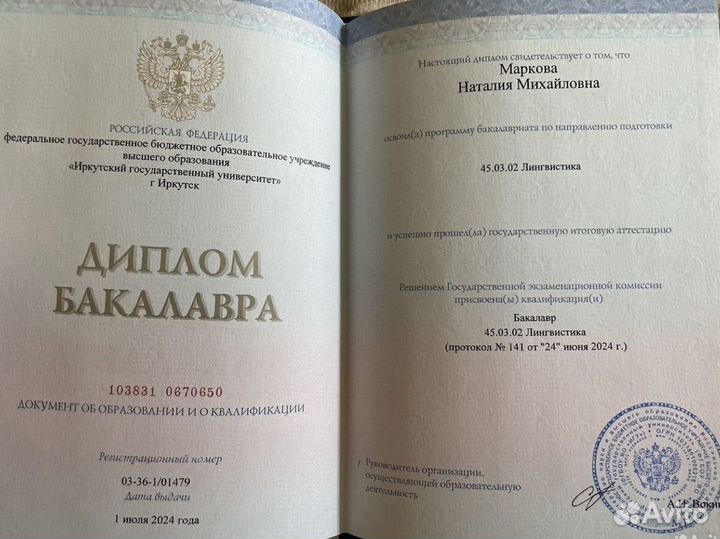 РОССИЙСКАЯ ФЕДЕРАЦИЯ
федеральное государственное бюджетное образовательное учреждение
высшего образования
«Иркутский государственный университет»
г Иркутск
ДИПЛОМ
БАКАЛАВРА
103831 0670650
ДОКУМЕНТ ОБ ОБРАЗОВАНИИ И О КВАЛИФИКАЦИИ
Регистрационный номер
03-36-1/01479
Дата выдачи
1 июля 2024 года
Настоящий диплом свидетельствует о том, что
Маркова
Наталия Михайловна
освоил(а) программу бакалавриата по направлению подготовки
45.03.02 Лингвистика
и успешно прошел(ла) государственную итоговую аттестацию
Решением Государственной экзаменационной комиссии
присвоена(ы) квалификация(и)
Бакалавр
45.03.02 Лингвистика
(протокол № 141 от "24" июня 2024 г.)
Руководитель организации,
осуществляющей образовательную
деятельность
М.П.
Avito